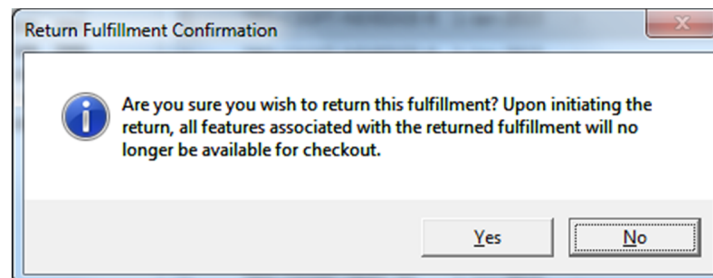 Return Fulfillment Confirmation
Are you sure you wish to return this fulfillment? Upon initiating the
return, all features associated with the returned fulfillment will no
longer be available for checkout.
Yes
No